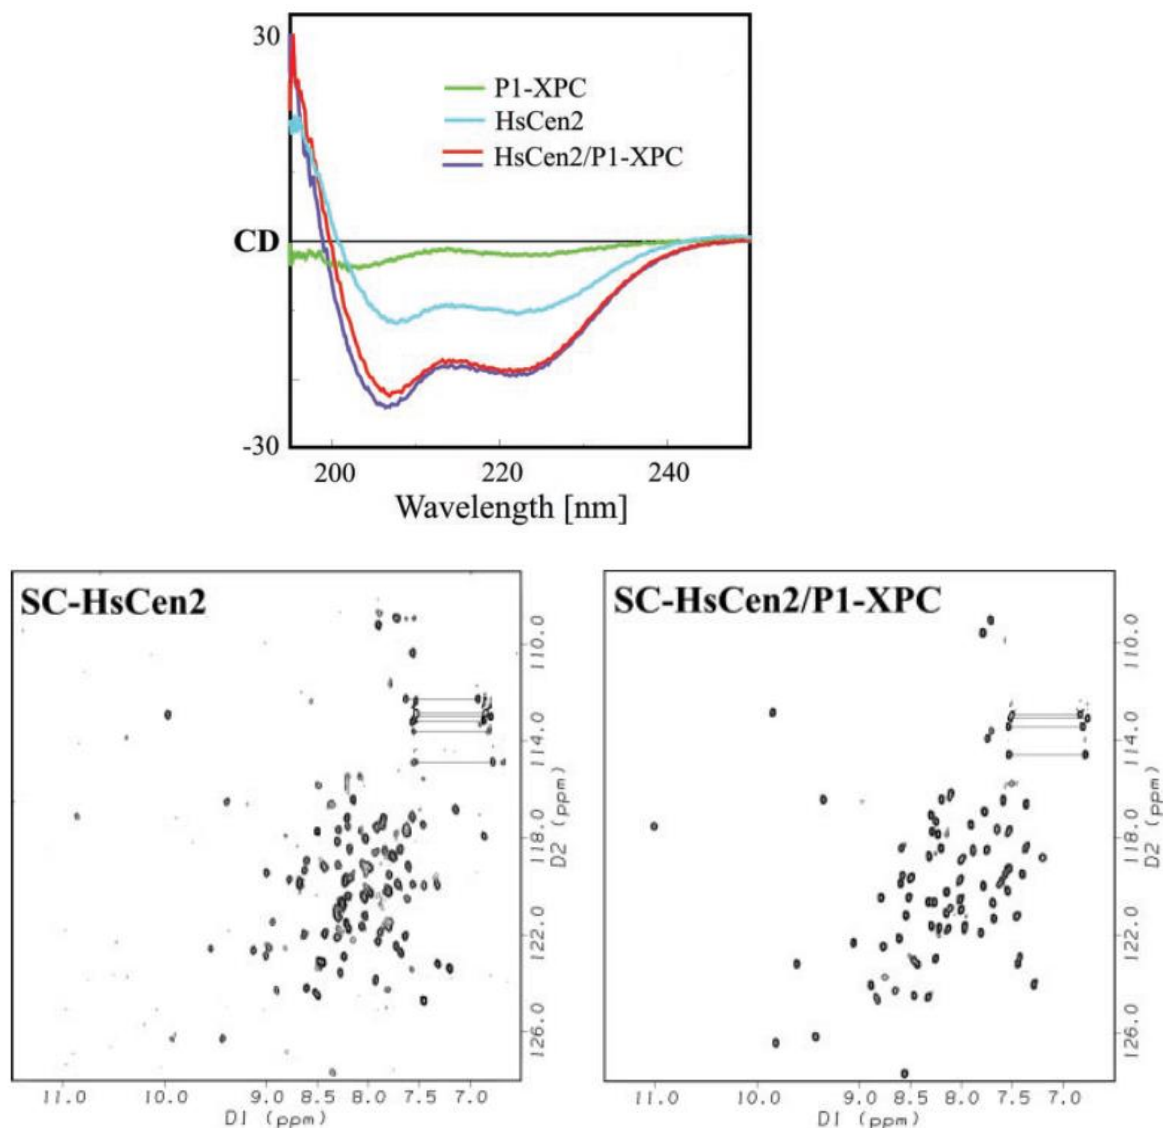 30
P1-XPC
HsCen2
HsCen2/P1-XPC
CD
-30
200 220 240
Wavelength [nm]
SC-HsCen2
110.0
114.0
118.0
122.0
126.0
D2 (ppm)
11.0 10.0 9.0 8.5 8.0 7.5 7.0
D1 (ppm)
SC-HsCen2/P1-XPC
110.0
114.0
118.0
122.0
126.0
D2 (ppm)
11.0 10.0 9.0 8.5 8.0 7.5 7.0
D1 (ppm)